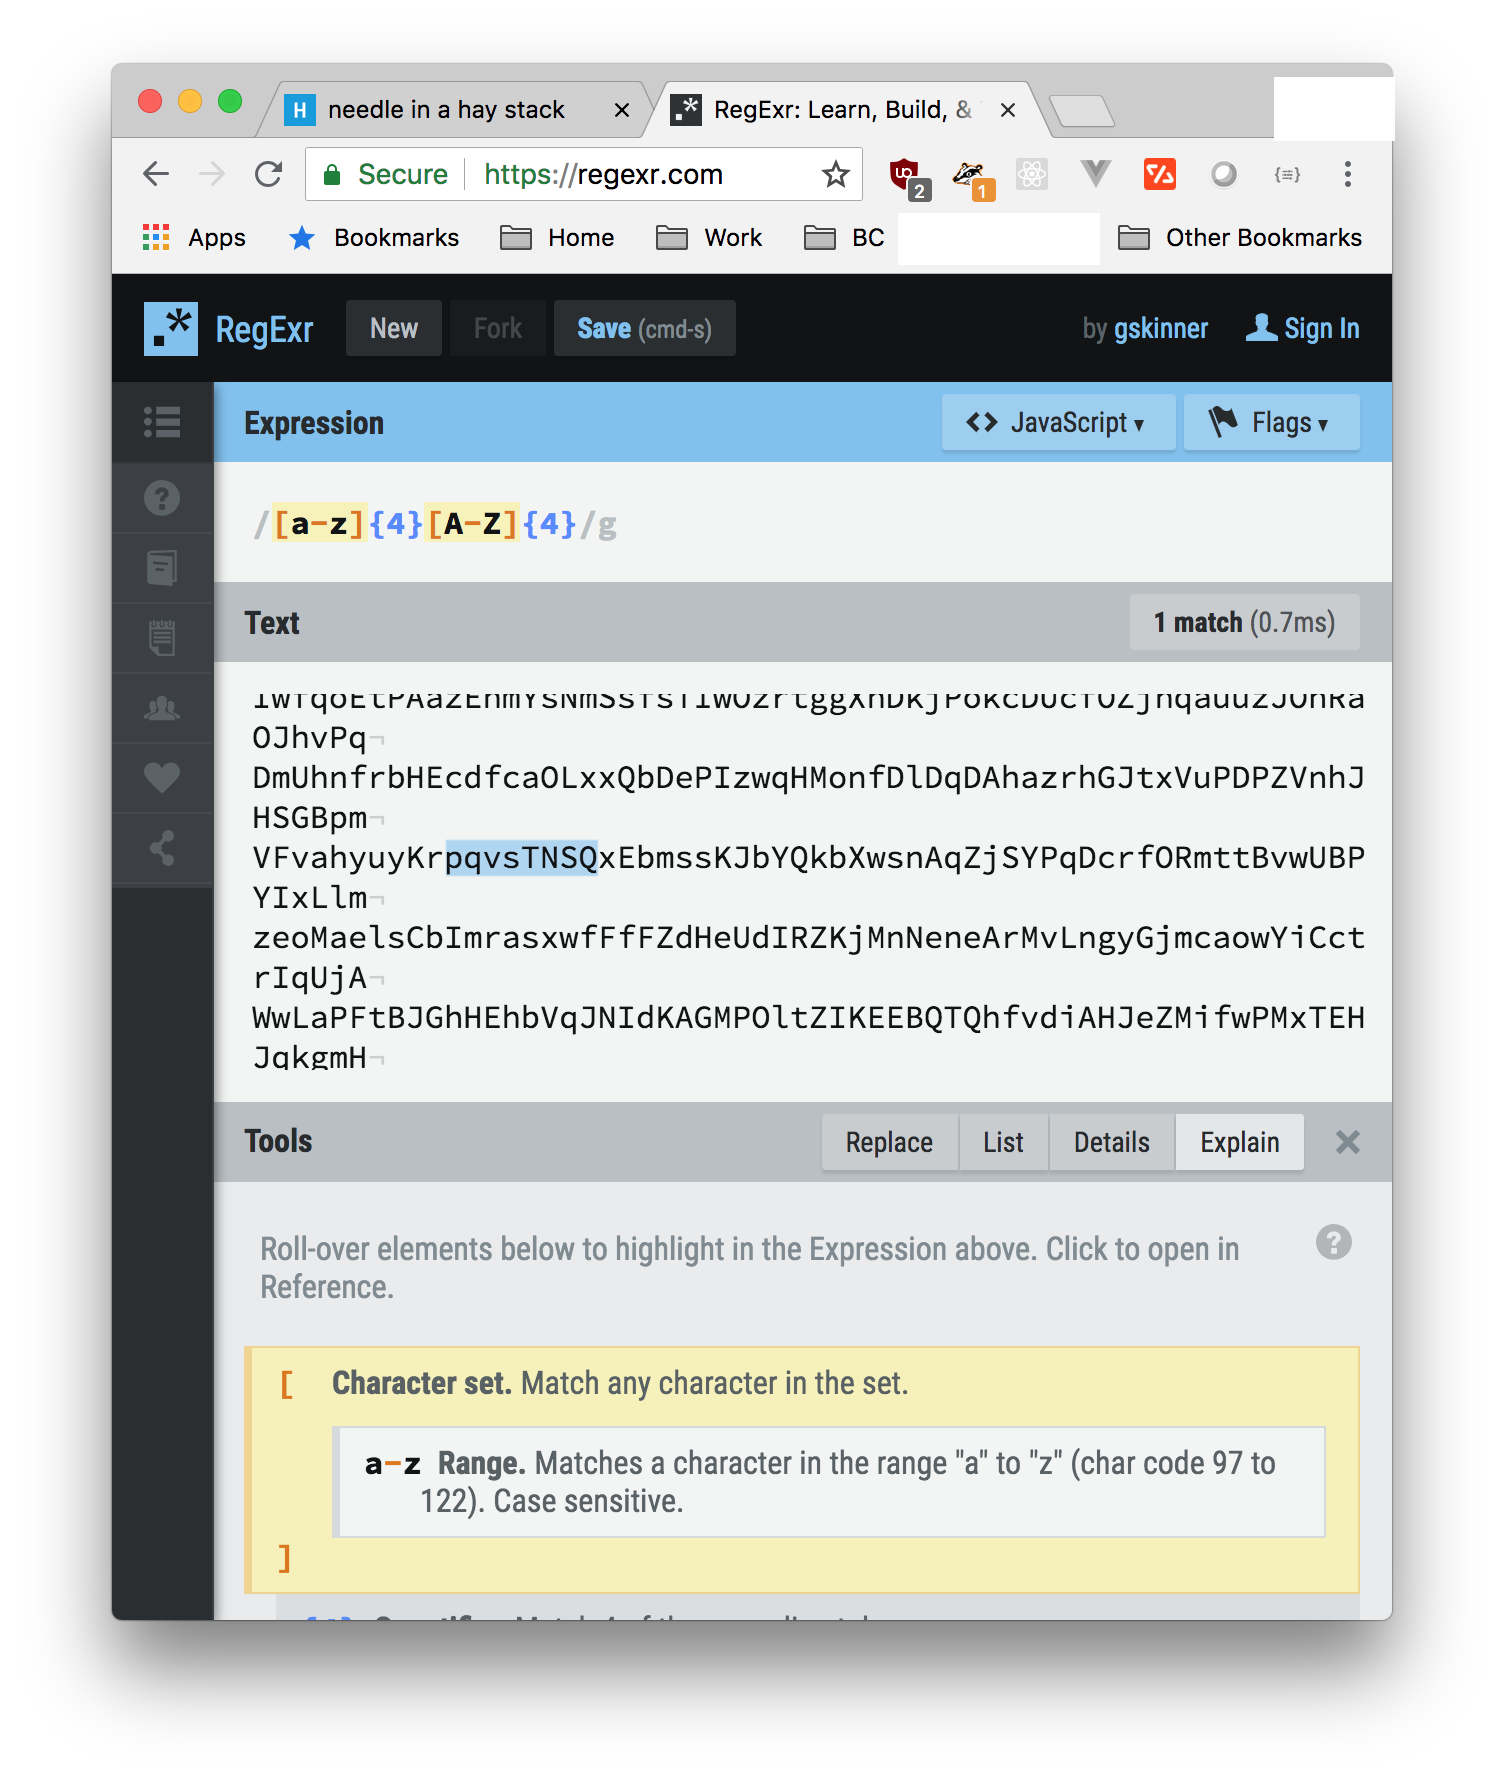 needle in a hay stack
RegExr: Learn, Build, &
Secure https://regexr.com
2
1
Apps Bookmarks Home Work BC Other Bookmarks
RegExr New Fork Save (cmd-s) by gskinner Sign In
Expression <> JavaScript Flags
/[a-z]{4}[A-Z]{4}/g
Text 1 match (0.7ms)
OJhvPq¬
DmUhnfrbHEcdfcaOLxxQbDePIzwqHMonfDlDqDAhazrhGJtxVuPDPZVnhJ
HSGBpm¬
VFvahyuyKrpqvsTNSQxEbmssKJbYQkbXwsnAqZjSYPqDcrfORmttBvwUBP
YIxLlm¬
zeoMaelsCbImrasxwfFfFZdHeUdIRZKjMnNeneArMvLngyGjmcaowYiCct
rIqUjA¬
WwLaPFtBJGhHEhbVqJNIdKAGMPOltZIKEEBQTQhfvdiAHJeZMifwPMxTEH
JqkgmH¬
Tools Replace List Details Explain
Roll-over elements below to highlight in the Expression above. Click to open in
Reference.
[ Character set. Match any character in the set.
a-z Range. Matches a character in the range "a" to "z" (char code 97 to
122). Case sensitive.
]